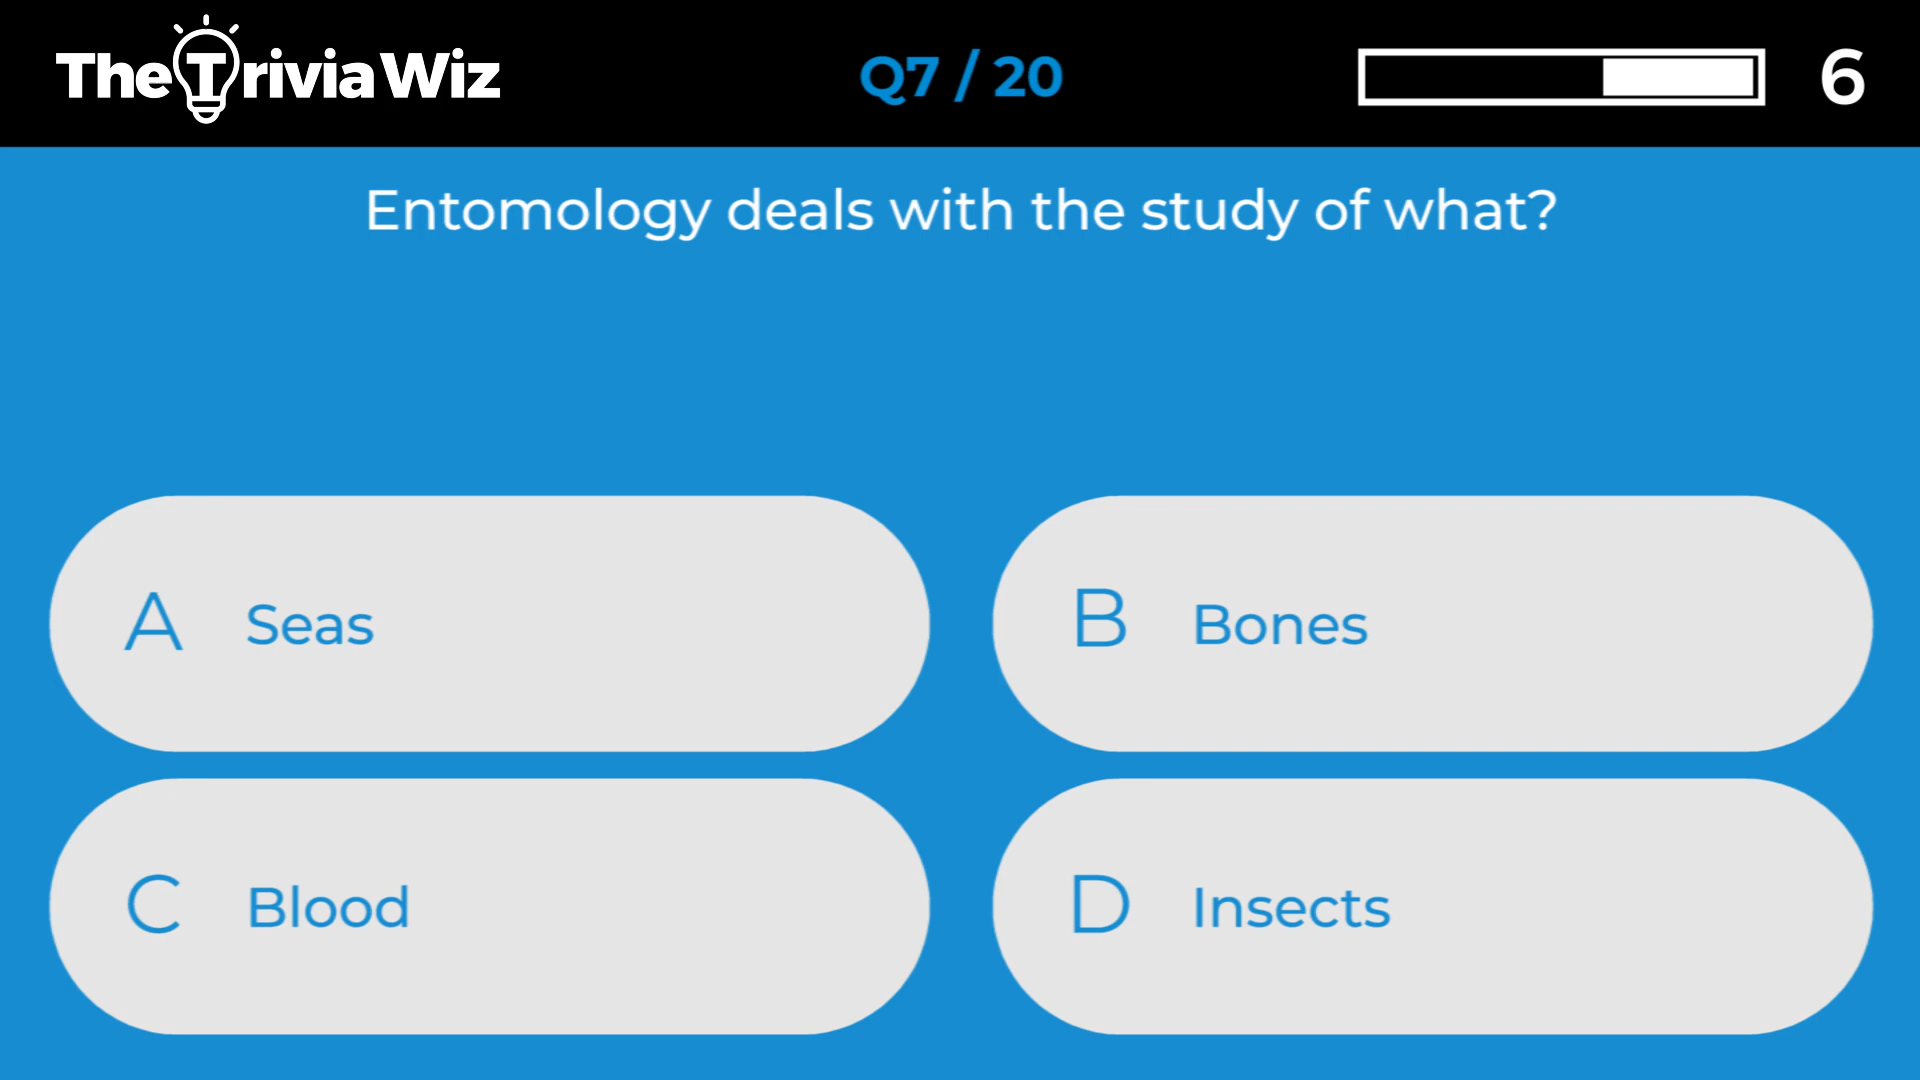 The Trivia Wiz
Q7 / 20
6
Entomology deals with the study of what?
A Seas
B Bones
C Blood
D Insects